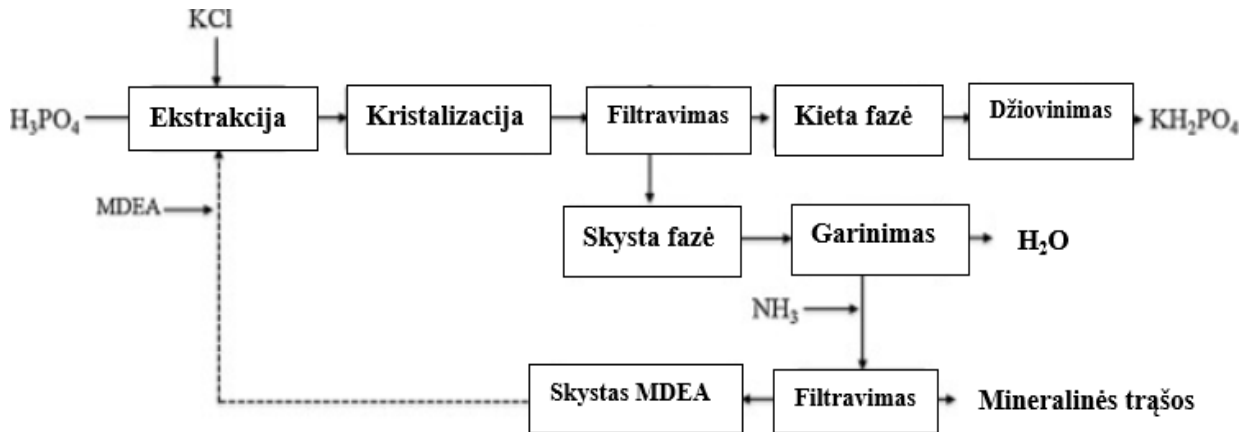 KCl
H₃PO₄
Ekstrakcija
Kristalizacija
Filtravimas
Kieta fazė
Džiovinimas
KH₂PO₄
MDEA
Skysta fazė
Garinimas
H₂O
NH₃
Skystas MDEA
Filtravimas
Mineralinės trąšos